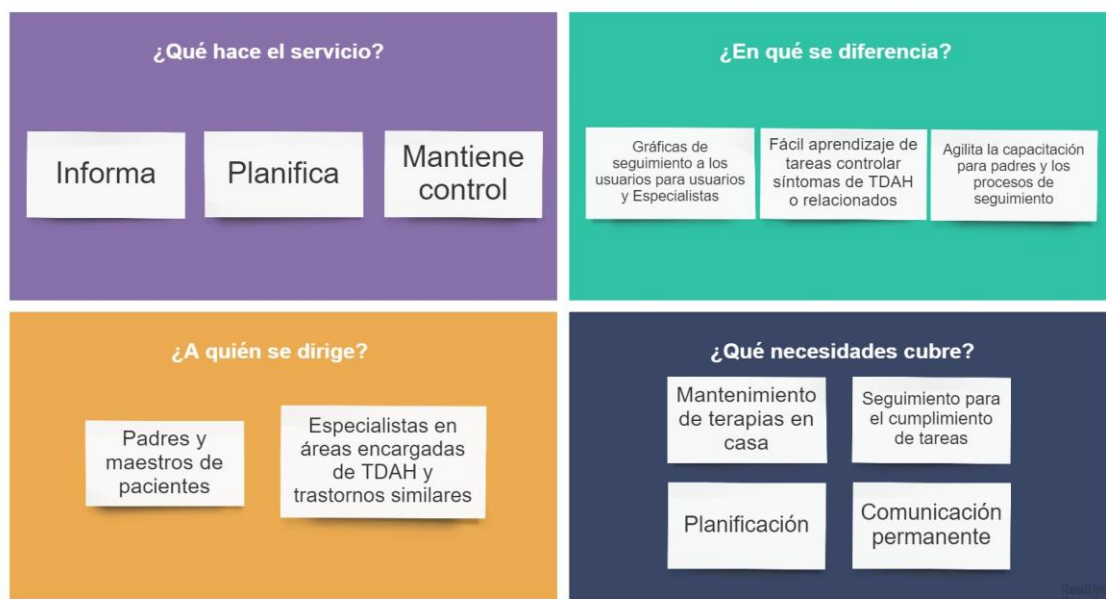 ¿Qué hace el servicio?
Informa
Planifica
Mantiene
control
¿En qué se diferencia?
Gráficas de
seguimiento a los
usuarios para usuarios
y Especialistas
Fácil aprendizaje de
tareas controlar
síntomas de TDAH
o relacionados
Agilita la capacitación
para padres y los
procesos de
seguimiento
¿A quién se dirige?
Padres y
maestros de
pacientes
Especialistas en
áreas encargadas
de TDAH y
trastornos similares
¿Qué necesidades cubre?
Mantenimiento
de terapias en
casa
Seguimiento para
el cumplimiento
de tareas
Planificación
Comunicación
permanente